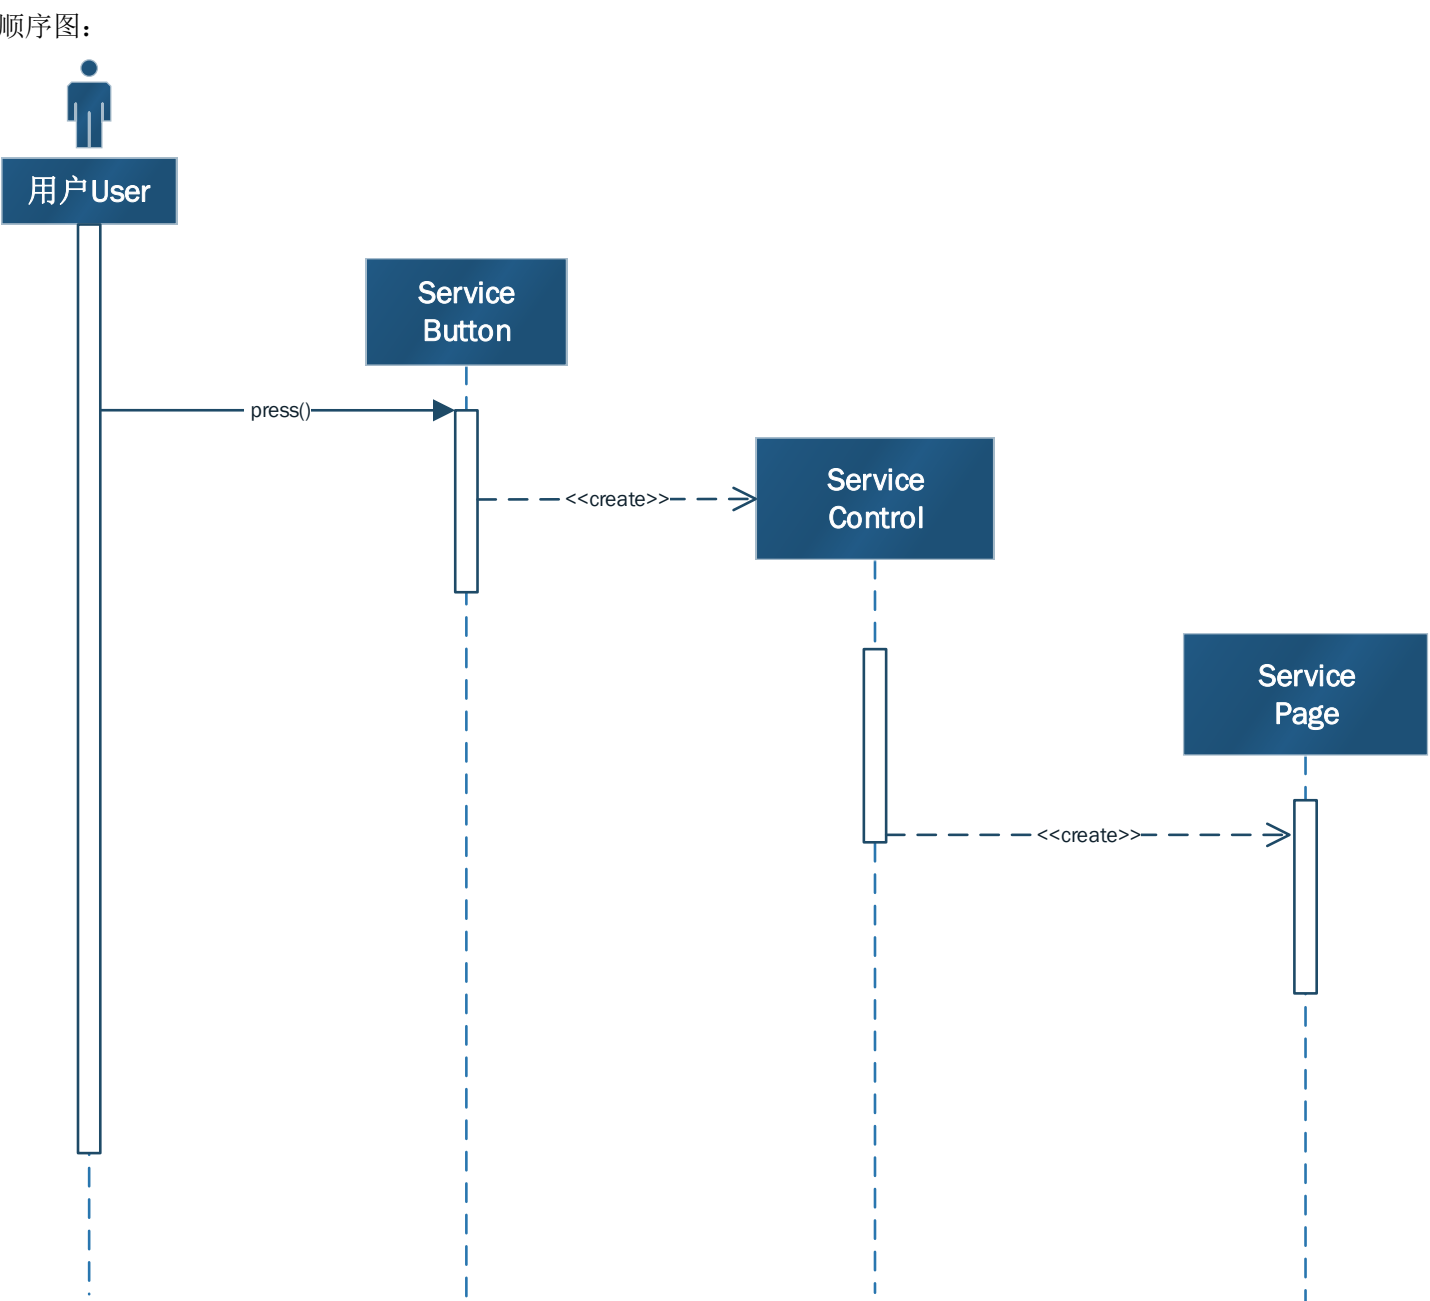 顺序图：
用户User
Service
Button
press()
Service
Control
<<create>>
Service
Page
<<create>>